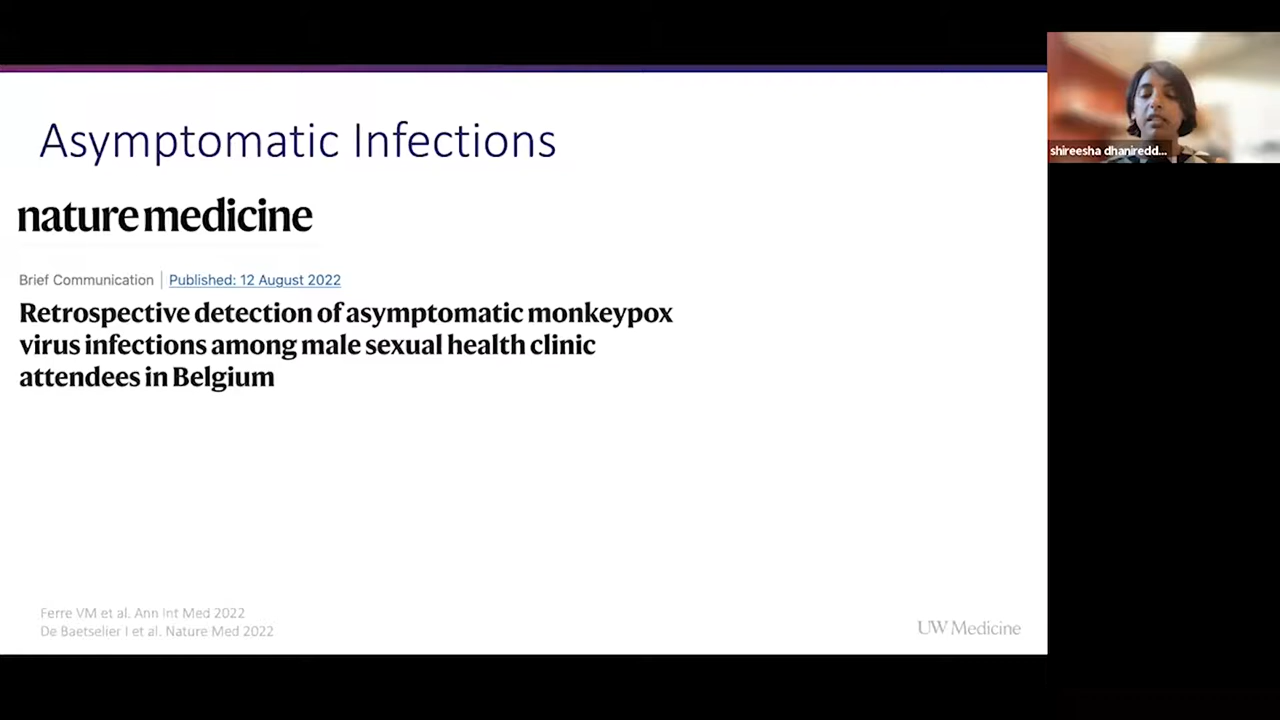 Asymptomatic Infections
nature medicine
Brief Communication | Published: 12 August 2022
Retrospective detection of asymptomatic monkeypox
virus infections among male sexual health clinic
attendees in Belgium
Ferre VM et al. Ann Int Med 2022
De Baetselier I et al. Nature Med 2022
UW Medicine
shireesha dhaniredd...